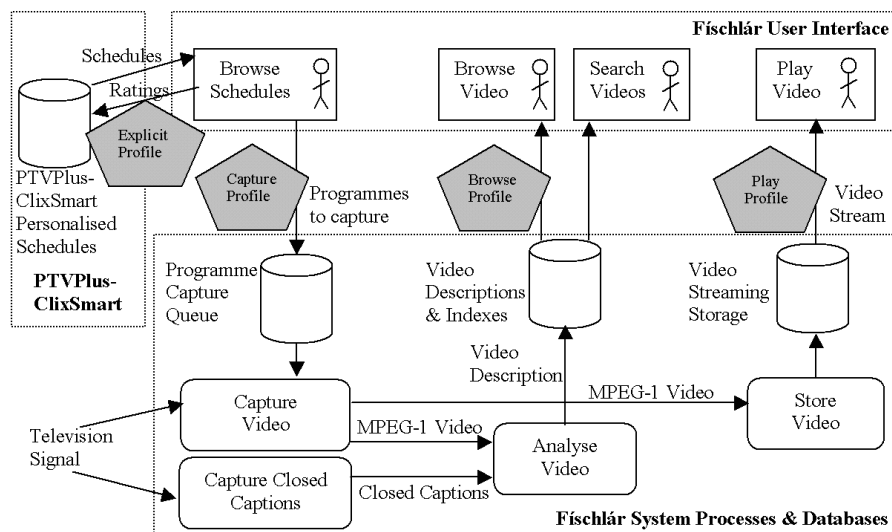 Físchlár User Interface
Schedules
Browse
Schedules
Browse
Video
Search
Videos
Play
Video
Ratings
Explicit
Profile
Capture
Profile
Browse
Profile
Play
Profile
PTVPlus-
ClixSmart
Personalised
Schedules
Programmes
to capture
Video
Stream
PTVPlus-
ClixSmart
Programme
Capture
Queue
Video
Descriptions
& Indexes
Video
Streaming
Storage
Video
Description
Capture
Video
MPEG-1 Video
Store
Video
Television
Signal
MPEG-1 Video
Analyse
Video
Capture Closed
Captions
Closed Captions
Físchlár System Processes & Databases